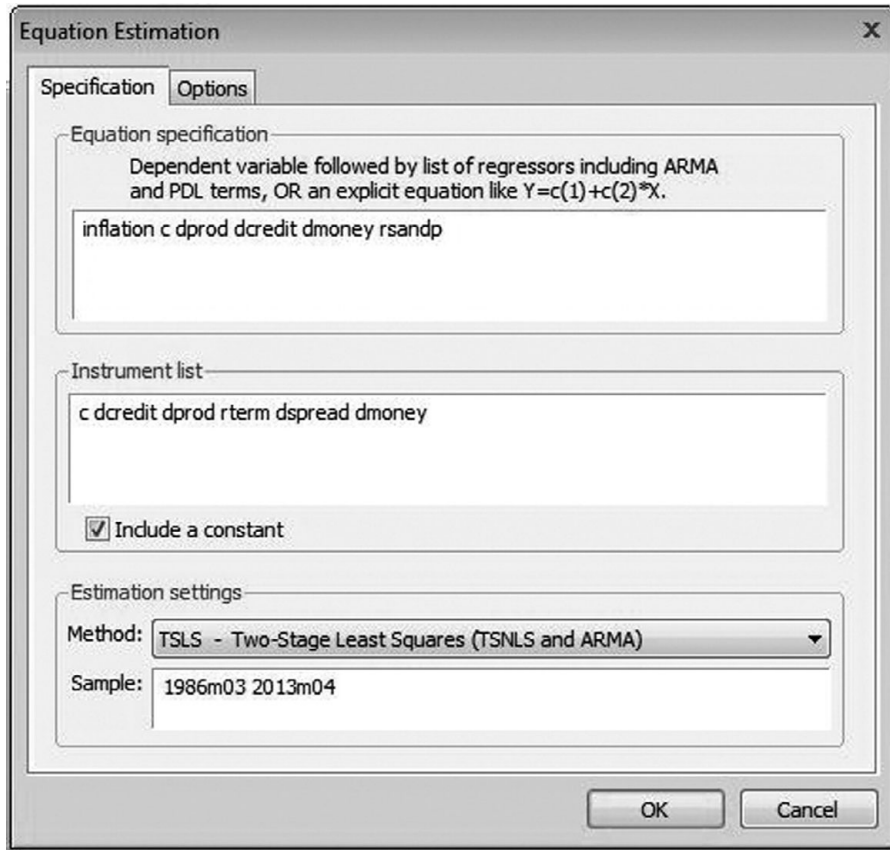 Equation Estimation
x
Specification
Options
Equation specification
Dependent variable followed by list of regressors including ARMA
and PDL terms, OR an explicit equation like Y=c(1)+c(2)*X.
inflation c dprod dcredit dmoney rsandp
Instrument list
c dcredit dprod rterm dspread dmoney
Include a constant
Estimation settings
Method: TSLS - Two-Stage Least Squares (TSNLS and ARMA)
Sample: 1986m03 2013m04
OK
Cancel